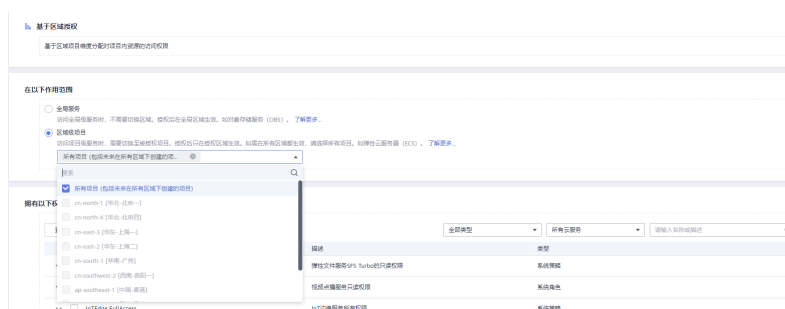 基于区域授权
基于区域项目维度分配对项目内资源的访问权限
在以下作用范围
全局服务
访问全局级服务时，不需要切换区域。授权后在全局区域生效。如对象存储服务（OBS）。 了解更多...
区域级项目
访问项目级服务时，需要切换至被授权项目。授权后只在授权区域生效。如需在所有区域都生效，请选择所有项目。如弹性云服务器（ECS）。 了解更多...
所有项目 (包括未来在所有区域下创建的项...
搜索
所有项目 (包括未来在所有区域下创建的项目)
cn-north-1 [华北-北京一]
cn-north-4 [华北-北京四]
cn-east-3 [华东-上海一]
cn-east-2 [华东-上海二]
cn-south-1 [华南-广州]
cn-southwest-2 [西南-贵阳一]
ap-southeast-1 [中国-香港]
拥有以下权
全部类型 所有云服务 请输入名称或描述
描述 类型
弹性文件服务SFS Turbo的只读权限 系统策略
视频点播服务只读权限 系统角色
IoTEdge FullAccess IoT边缘服务所有权限 系统策略